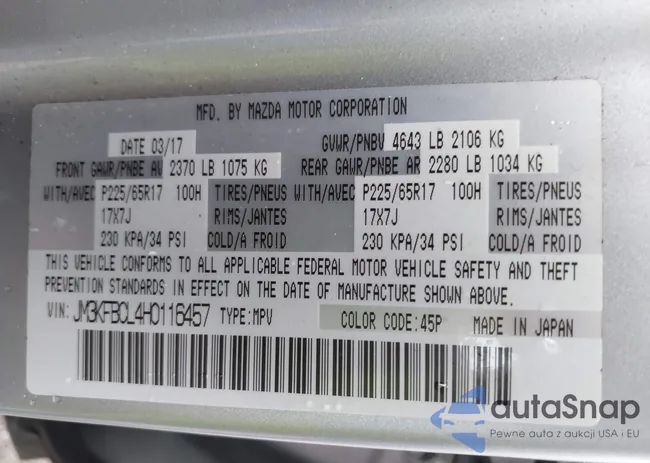 MFD. BY MAZDA MOTOR CORPORATION
DATE 03/17 GVWR/PNBV 4643 LB 2106 KG
FRONT GAWR/PNBE AV 2370 LB 1075 KG REAR GAWR/PNBE AR 2280 LB 1034 KG
WITH/AVEC P225/65R17 100H TIRES/PNEUS WITH/AVEC P225/65R17 100H TIRES/PNEUS
17X7J RIMS/JANTES 17X7J RIMS/JANTES
230 KPA/34 PSI COLD/A FROID 230 KPA/34 PSI COLD/A FROID
THIS VEHICLE CONFORMS TO ALL APPLICABLE FEDERAL MOTOR VEHICLE SAFETY AND THEFT
PREVENTION STANDARDS IN EFFECT ON THE DATE OF MANUFACTURE SHOWN ABOVE.
VIN: JM3KFBCL4H0116457 TYPE:MPV COLOR CODE:45P MADE IN JAPAN
autaSnap
Pewne auta z aukcji USA i EU